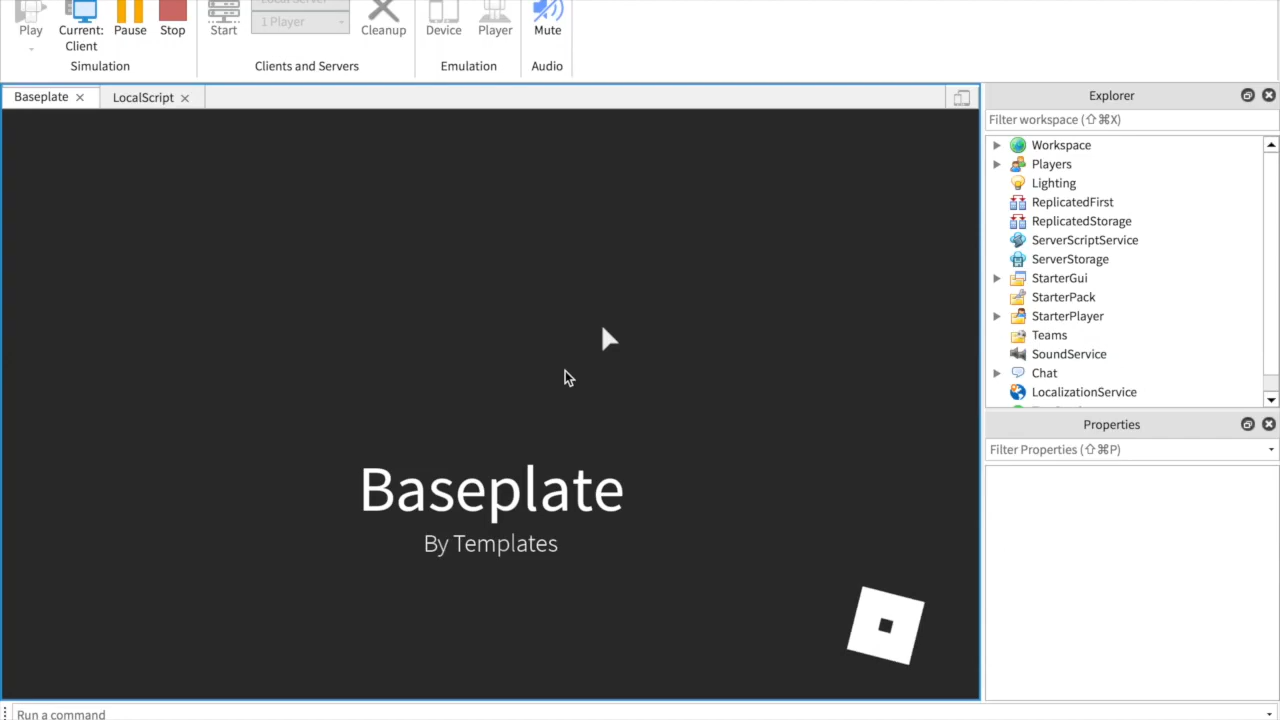 Play
Current:
Client
Pause
Stop
Start
1 Player
Cleanup
Device
Player
Mute
Simulation
Clients and Servers
Emulation
Audio
Baseplate
LocalScript
Baseplate
By Templates
Explorer
Filter workspace (⇧⌘X)
Workspace
Players
Lighting
ReplicatedFirst
ReplicatedStorage
ServerScriptService
ServerStorage
StarterGui
StarterPack
StarterPlayer
Teams
SoundService
Chat
LocalizationService
Properties
Filter Properties (⇧⌘P)
Run a command